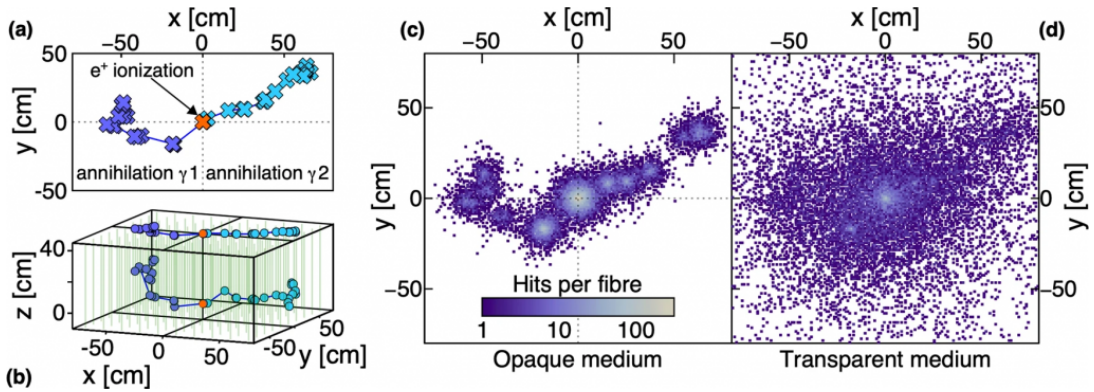 (a)
x [cm]
−50 0 50
50
0
-50
y [cm]
e⁺ ionization
annihilation γ1
annihilation γ2
(b)
40
0
z [cm]
-50 0 50
x [cm]
-50
50
y [cm]
(c)
x [cm]
−50 0 50
50
0
−50
y [cm]
Hits per fibre
1 10 100
Opaque medium
(d)
x [cm]
−50 0 50
50
0
−50
y [cm]
Transparent medium